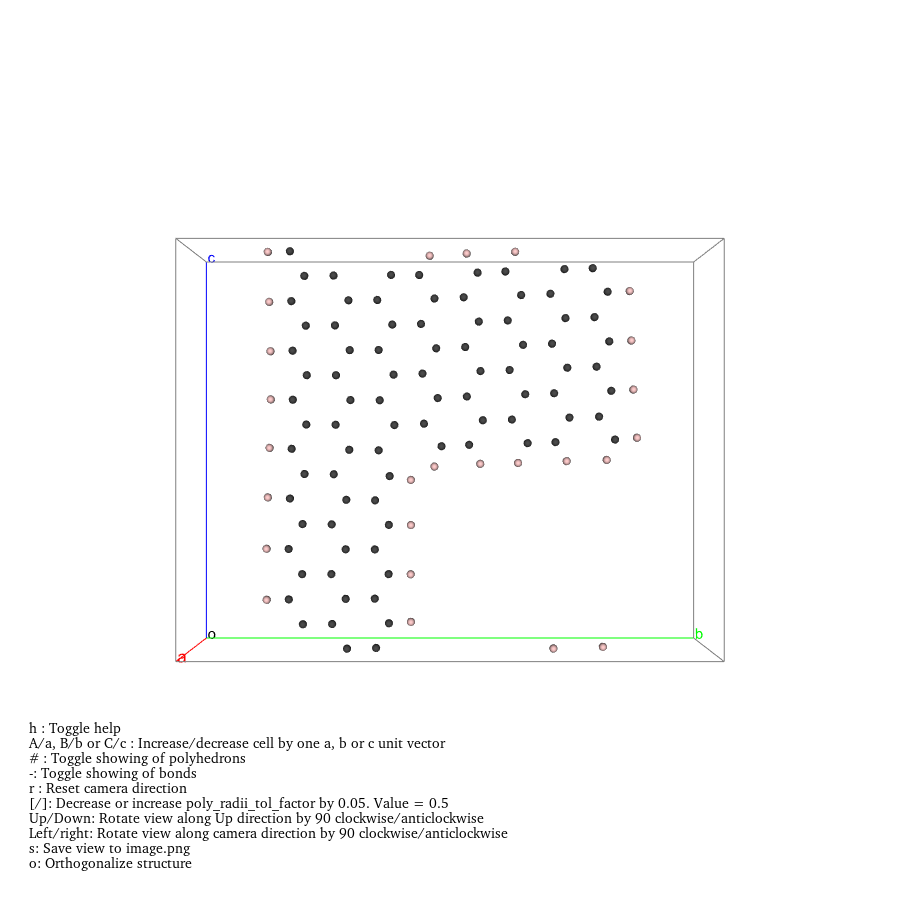 c
o
b
a
h : Toggle help
A/a, B/b or C/c : Increase/decrease cell by one a, b or c unit vector
# : Toggle showing of polyhedrons
-: Toggle showing of bonds
r : Reset camera direction
[/]: Decrease or increase poly_radii_tol_factor by 0.05. Value = 0.5
Up/Down: Rotate view along Up direction by 90 clockwise/anticlockwise
Left/right: Rotate view along camera direction by 90 clockwise/anticlockwise
s: Save view to image.png
o: Orthogonalize structure